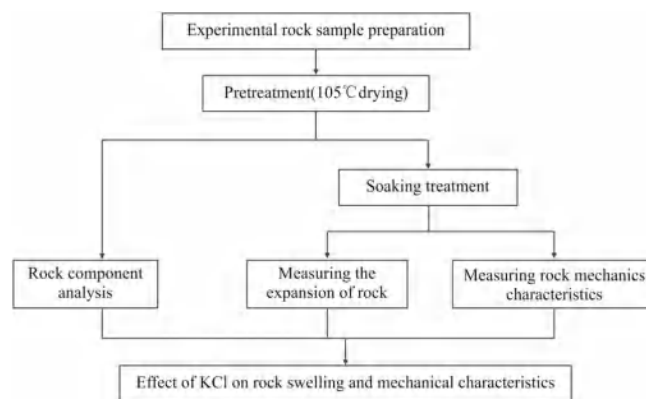 Experimental rock sample preparation
Pretreatment(105℃drying)
Soaking treatment
Rock component
analysis
Measuring the
expansion of rock
Measuring rock mechanics
characteristics
Effect of KCl on rock swelling and mechanical characteristics